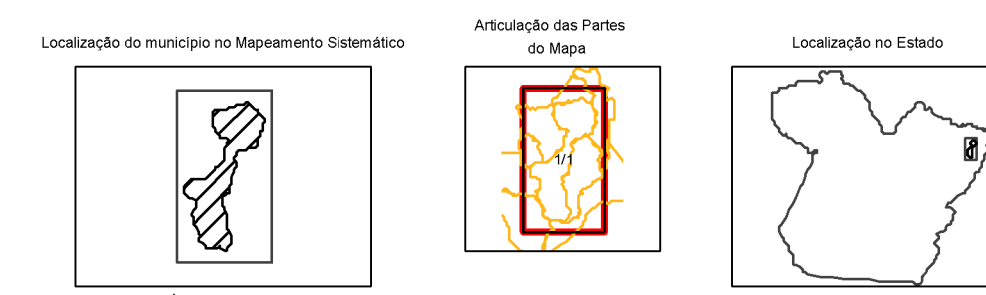 Localização do município no Mapeamento Sistemático
Articulação das Partes
do Mapa
Localização no Estado
1/1